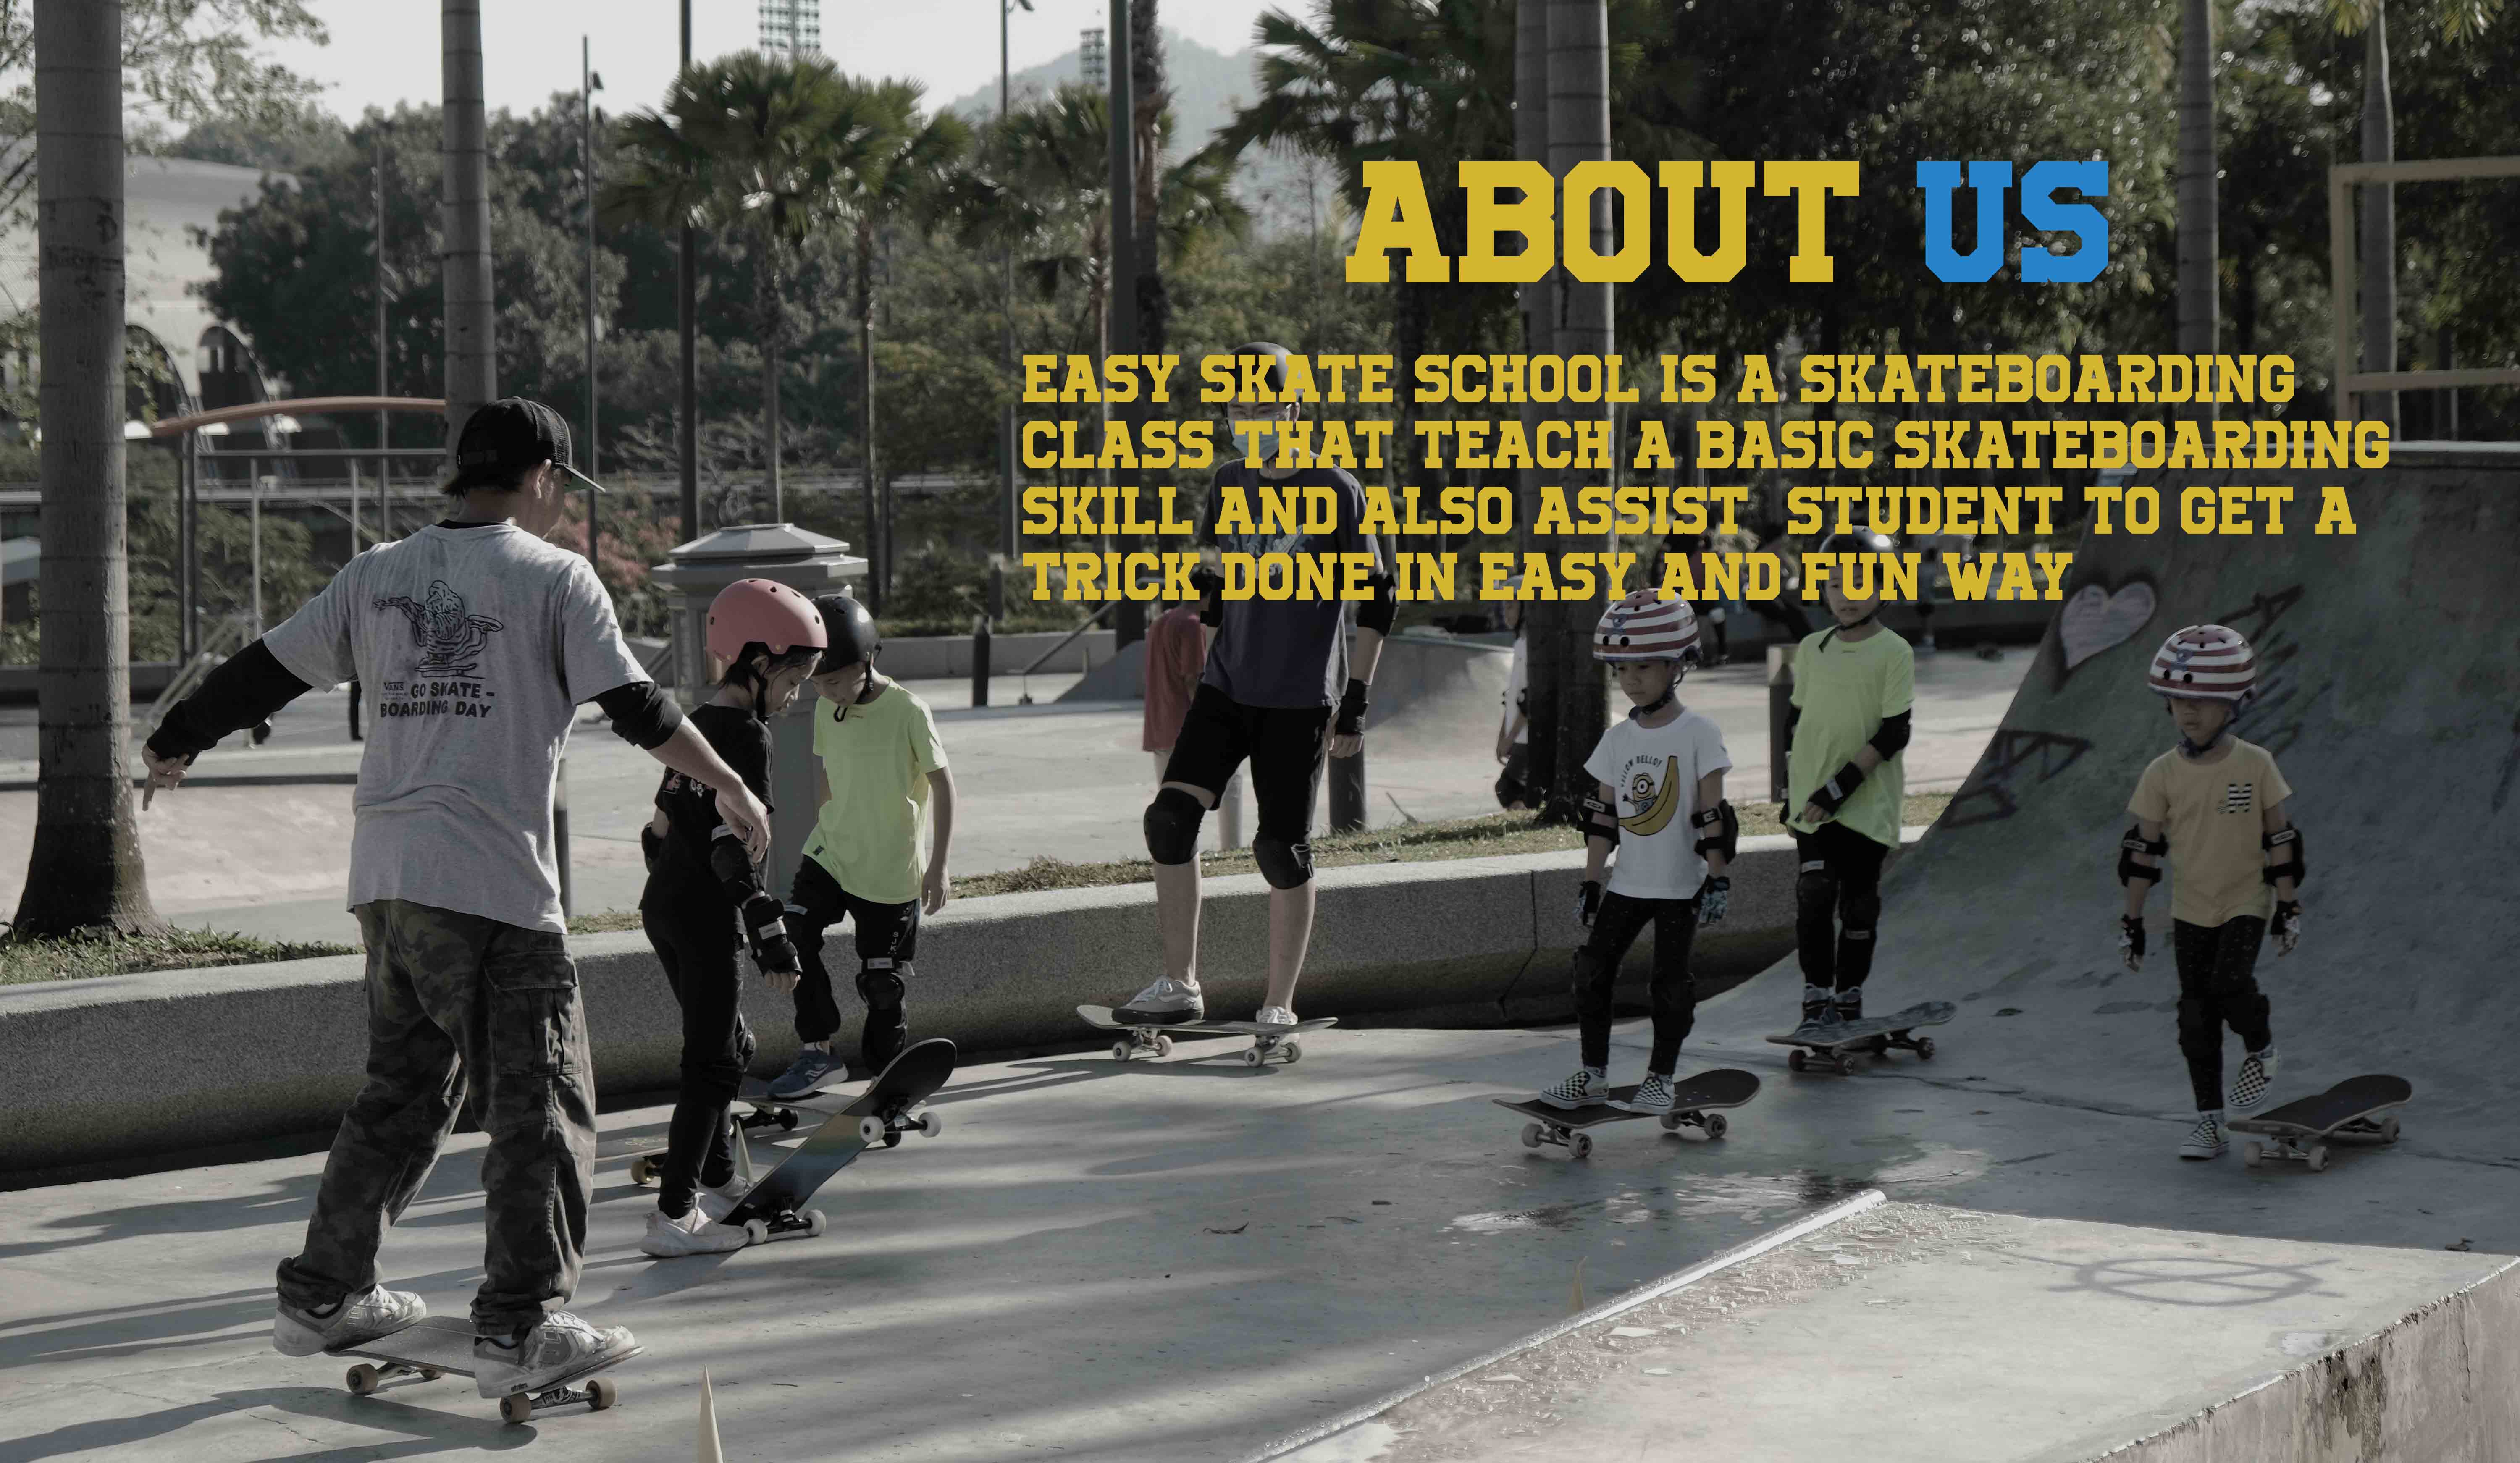 ABOUT US
EASY SKATE SCHOOL IS A SKATEBOARDING
CLASS THAT TEACH A BASIC SKATEBOARDING
SKILL AND ALSO ASSIST STUDENT TO GET A
TRICK DONE IN EASY AND FUN WAY
VANS
GO SKATE -
BOARDING DAY